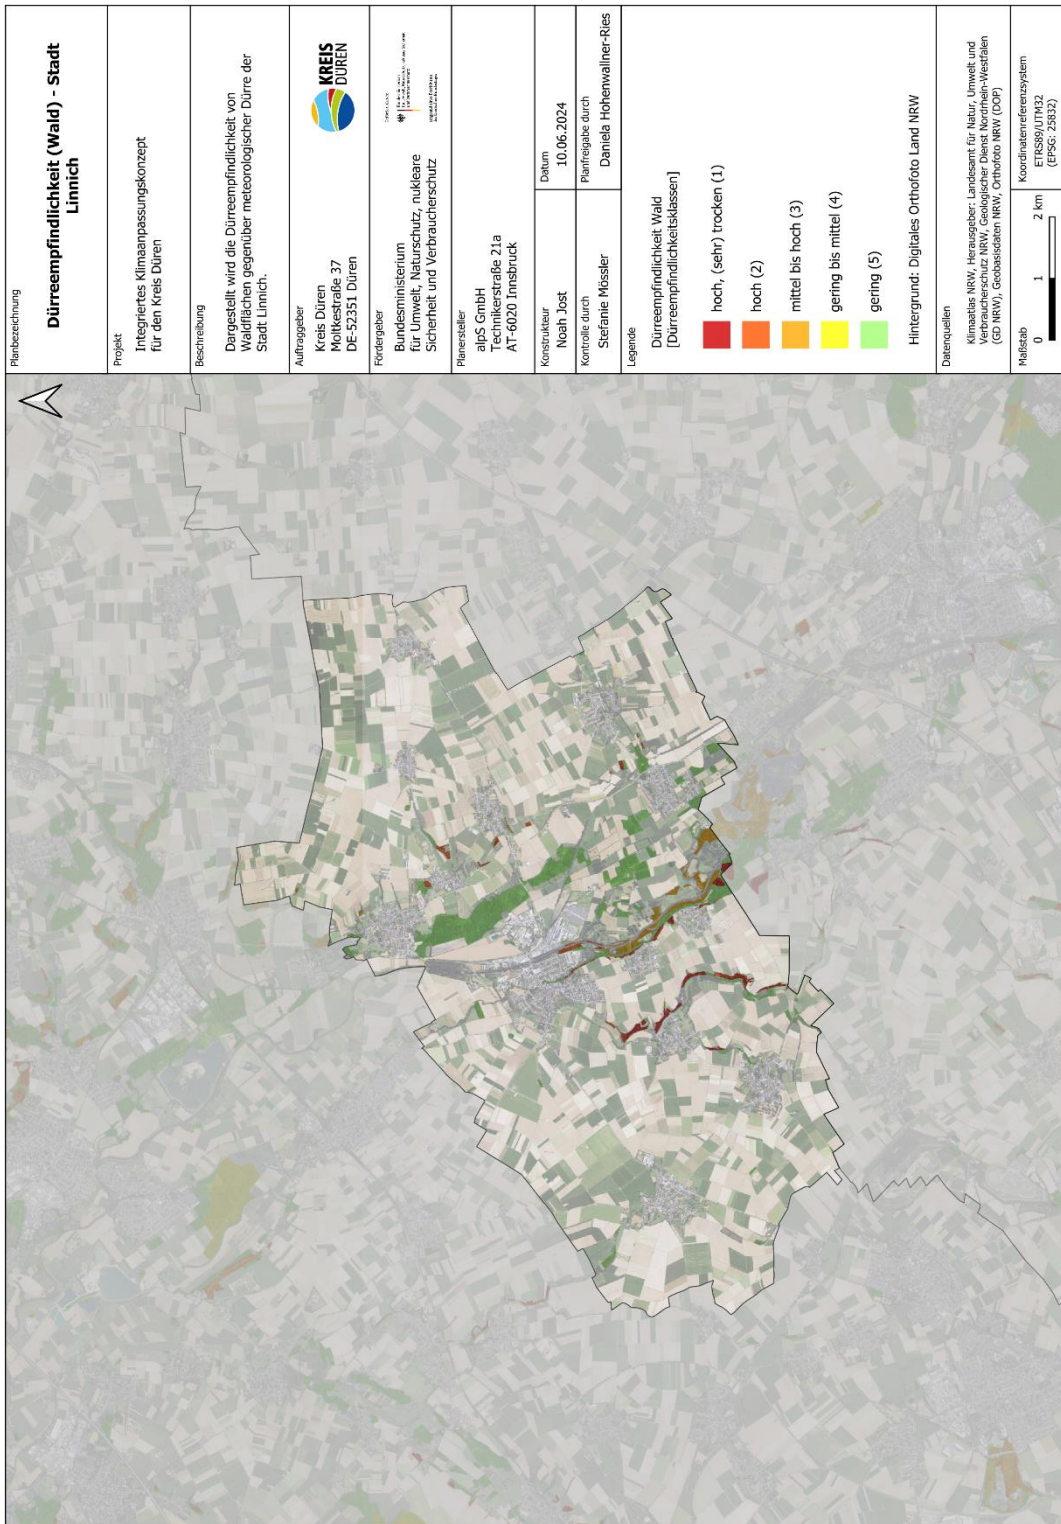 Planbezeichnung
Dürreempfindlichkeit (Wald) - Stadt
Linnich
Projekt
Integriertes Klimaanpassungskonzept
für den Kreis Düren
Beschreibung
Dargestellt wird die Dürreempfindlichkeit von
Waldflächen gegenüber meteorologischer Dürre der
Stadt Linnich.
Auftraggeber
Kreis Düren
Moltkestraße 37
DE-52351 Düren
KREIS
DÜREN
Fördergeber
Bundesministerium
für Umwelt, Naturschutz, nukleare
Sicherheit und Verbraucherschutz
Planersteller
alpS GmbH
Technikerstraße 21a
AT-6020 Innsbruck
Konstrukteur
Noah Jost
Datum
10.06.2024
Kontrolle durch
Stefanie Mössler
Planfreigabe durch
Daniela Hohenwallner-Ries
Legende
Dürreempfindlichkeit Wald
[Dürreempfindlichkeitsklassen]
hoch, (sehr) trocken (1)
hoch (2)
mittel bis hoch (3)
gering bis mittel (4)
gering (5)
Hintergrund: Digitales Orthofoto Land NRW
Datenquellen
Klimaatlas NRW, Herausgeber: Landesamt für Natur, Umwelt und
Verbraucherschutz NRW, Geologischer Dienst Nordrhein-Westfalen
(GD NRW), Geobasisdaten NRW, Orthofoto NRW (DOP)
Maßstab
0 1 2 km
Koordinatenreferenzsystem
ETRS89/UTM32
(EPSG: 25832)